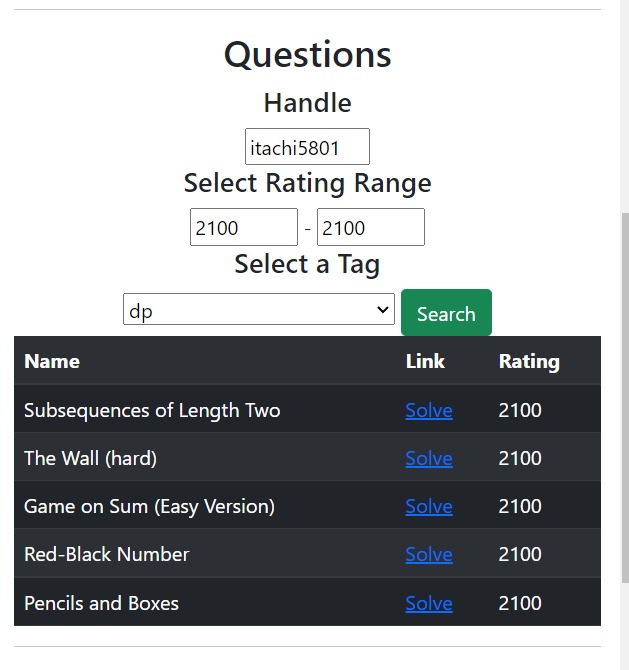 Questions
Handle
itachi5801
Select Rating Range
2100 - 2100
Select a Tag
dp Search
Name Link Rating
Subsequences of Length Two Solve 2100
The Wall (hard) Solve 2100
Game on Sum (Easy Version) Solve 2100
Red-Black Number Solve 2100
Pencils and Boxes Solve 2100